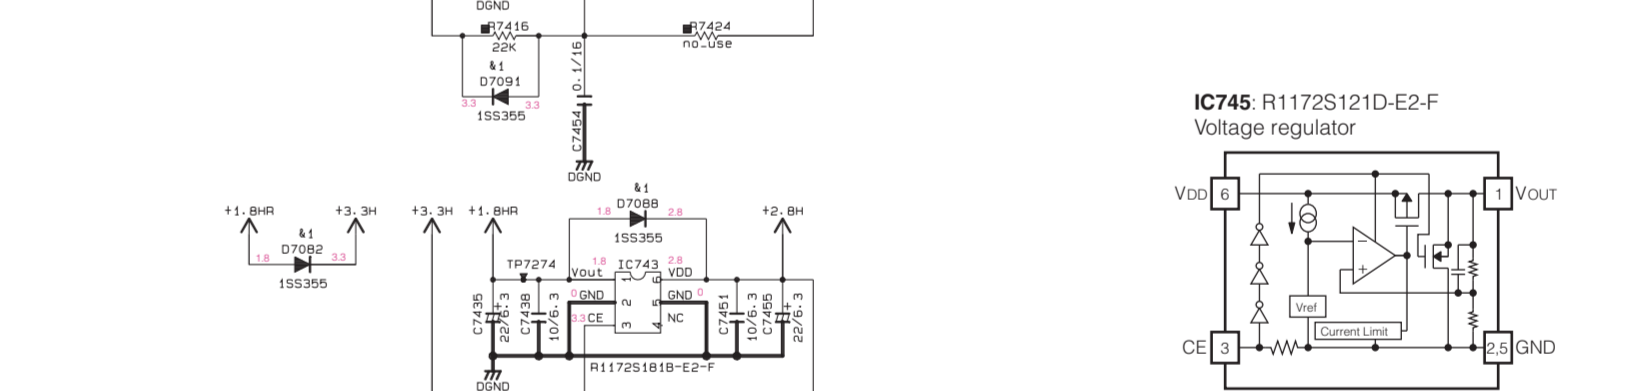 DGND
R7416
22K
R7424
no_use
&1
D7091
3.3
3.3
1SS355
0.1/16
C7454
DGND
IC745: R1172S121D-E2-F
Voltage regulator
VDD
6
1
VOUT
Vref
Current Limit
CE
3
2,5
GND
+1.8HR
+3.3H
&1
D7082
1.8
3.3
1SS355
+3.3H
+1.8HR
&1
D7088
1.8
2.8
1SS355
+2.8H
TP7274
1.8
IC743
2.8
Vout
1
6
VDD
0
GND
2
5
GND
0
3.3
CE
3
4
NC
C7435
22/6.3
+
C7438
10/6.3
C7451
10/6.3
C7455
22/6.3
+
R1172S181B-E2-F
DGND